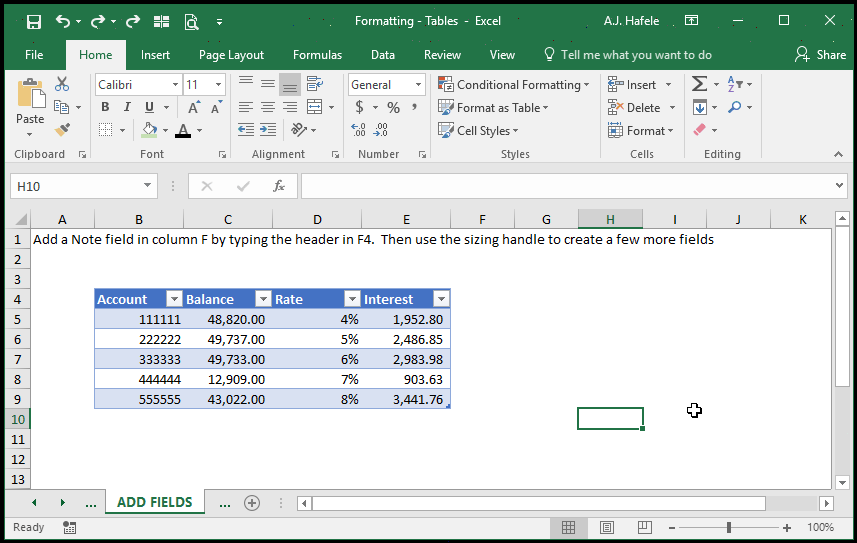 Formatting - Tables - Excel A.J. Hafele
File Home Insert Page Layout Formulas Data Review View Tell me what you want to do Share
Calibri 11 General Conditional Formatting Insert
Paste B I U A A $ % , Format as Table Delete
A ab Cell Styles Format
Clipboard Font Alignment Number Styles Cells Editing
H10 fx
A B C D E F G H I J K
1 Add a Note field in column F by typing the header in F4. Then use the sizing handle to create a few more fields
2
3
4 Account Balance Rate Interest
5 111111 48,820.00 4% 1,952.80
6 222222 49,737.00 5% 2,486.85
7 333333 49,733.00 6% 2,983.98
8 444444 12,909.00 7% 903.63
9 555555 43,022.00 8% 3,441.76
10
11
12
13
... ADD FIELDS ...
Ready 100%